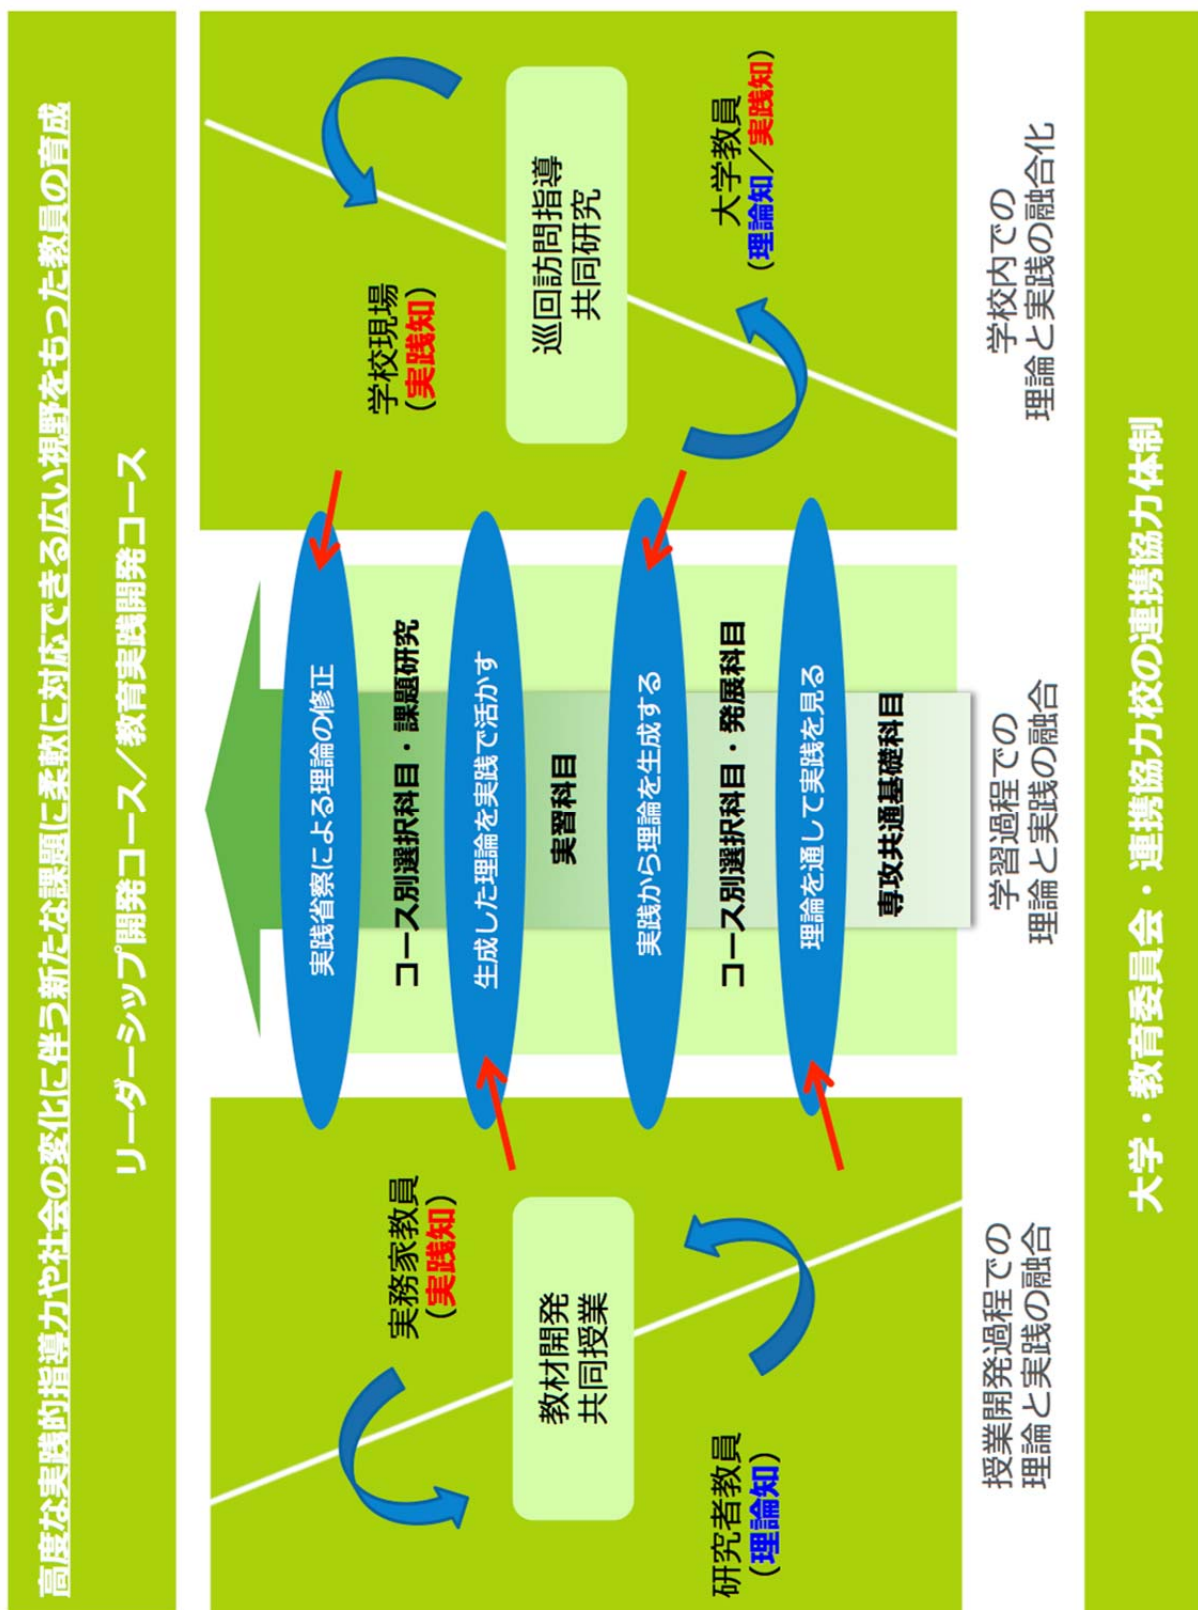 高度な実践的指導力や社会の変化に伴う新たな課題に柔軟に対応できる広い視野をもった教員の育成
リーダーシップ開発コース／教育実践開発コース
実務家教員
（実践知）
教材開発
共同授業
研究者教員
（理論知）
実践省察による理論の修正
コース別選択科目・課題研究
生成した理論を実践で活かす
実習科目
実践から理論を生成する
コース別選択科目・発展科目
理論を通して実践を見る
専攻共通基礎科目
学校現場
（実践知）
巡回訪問指導
共同研究
大学教員
（理論知／実践知）
授業開発過程での
理論と実践の融合
学習過程での
理論と実践の融合
学校内での
理論と実践の融合化
大学・教育委員会・連携協力校の連携協力体制